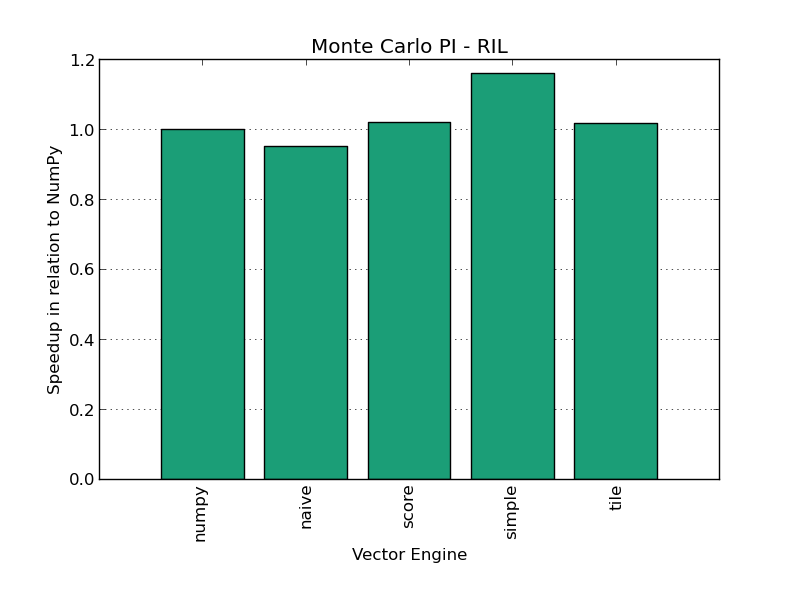 Monte Carlo PI - RIL
1.2
1.0
0.8
0.6
0.4
0.2
0.0
Speedup in relation to NumPy
numpy
naive
score
simple
tile
Vector Engine